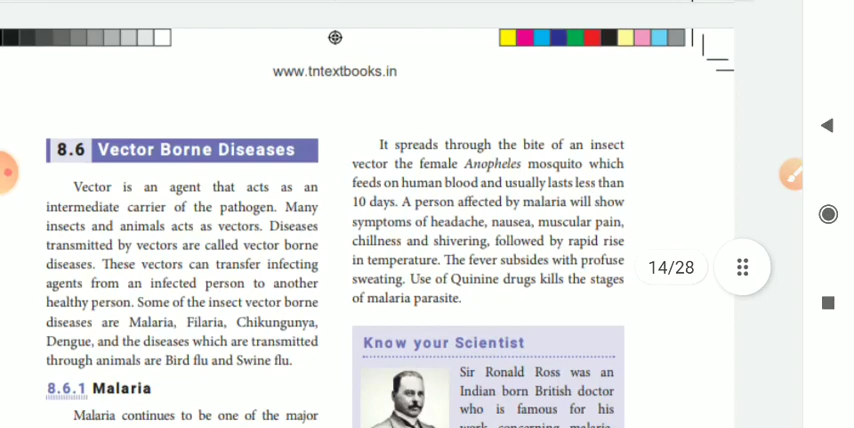 www.tntextbooks.in
8.6 Vector Borne Diseases
Vector is an agent that acts as an
intermediate carrier of the pathogen. Many
insects and animals acts as vectors. Diseases
transmitted by vectors are called vector borne
diseases. These vectors can transfer infecting
agents from an infected person to another
healthy person. Some of the insect vector borne
diseases are Malaria, Filaria, Chikungunya,
Dengue, and the diseases which are transmitted
through animals are Bird flu and Swine flu.
8.6.1 Malaria
Malaria continues to be one of the major
It spreads through the bite of an insect
vector the female Anopheles mosquito which
feeds on human blood and usually lasts less than
10 days. A person affected by malaria will show
symptoms of headache, nausea, muscular pain,
chillness and shivering, followed by rapid rise
in temperature. The fever subsides with profuse
sweating. Use of Quinine drugs kills the stages
of malaria parasite.
Know your Scientist
Sir Ronald Ross was an
Indian born British doctor
who is famous for his
work concerning malaria.
14/28